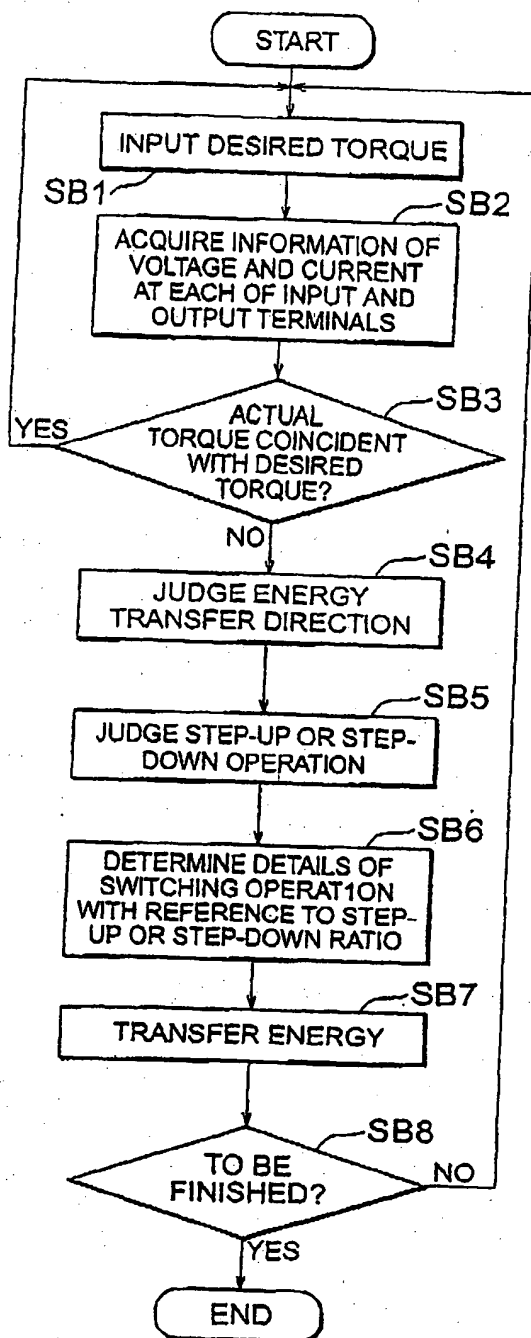 START
INPUT DESIRED TORQUE
SB1
SB2
ACQUIRE INFORMATION OF
VOLTAGE AND CURRENT
AT EACH OF INPUT AND
OUTPUT TERMINALS
SB3
YES
ACTUAL
TORQUE COINCIDENT
WITH DESIRED
TORQUE?
NO
SB4
JUDGE ENERGY
TRANSFER DIRECTION
SB5
JUDGE STEP-UP OR STEP-
DOWN OPERATION
SB6
DETERMINE DETAILS OF
SWITCHING OPERAT1ON
WITH REFERENCE TO STEP-
UP OR STEP-DOWN RATIO
SB7
TRANSFER ENERGY
SB8
TO BE
FINISHED?
NO
YES
END